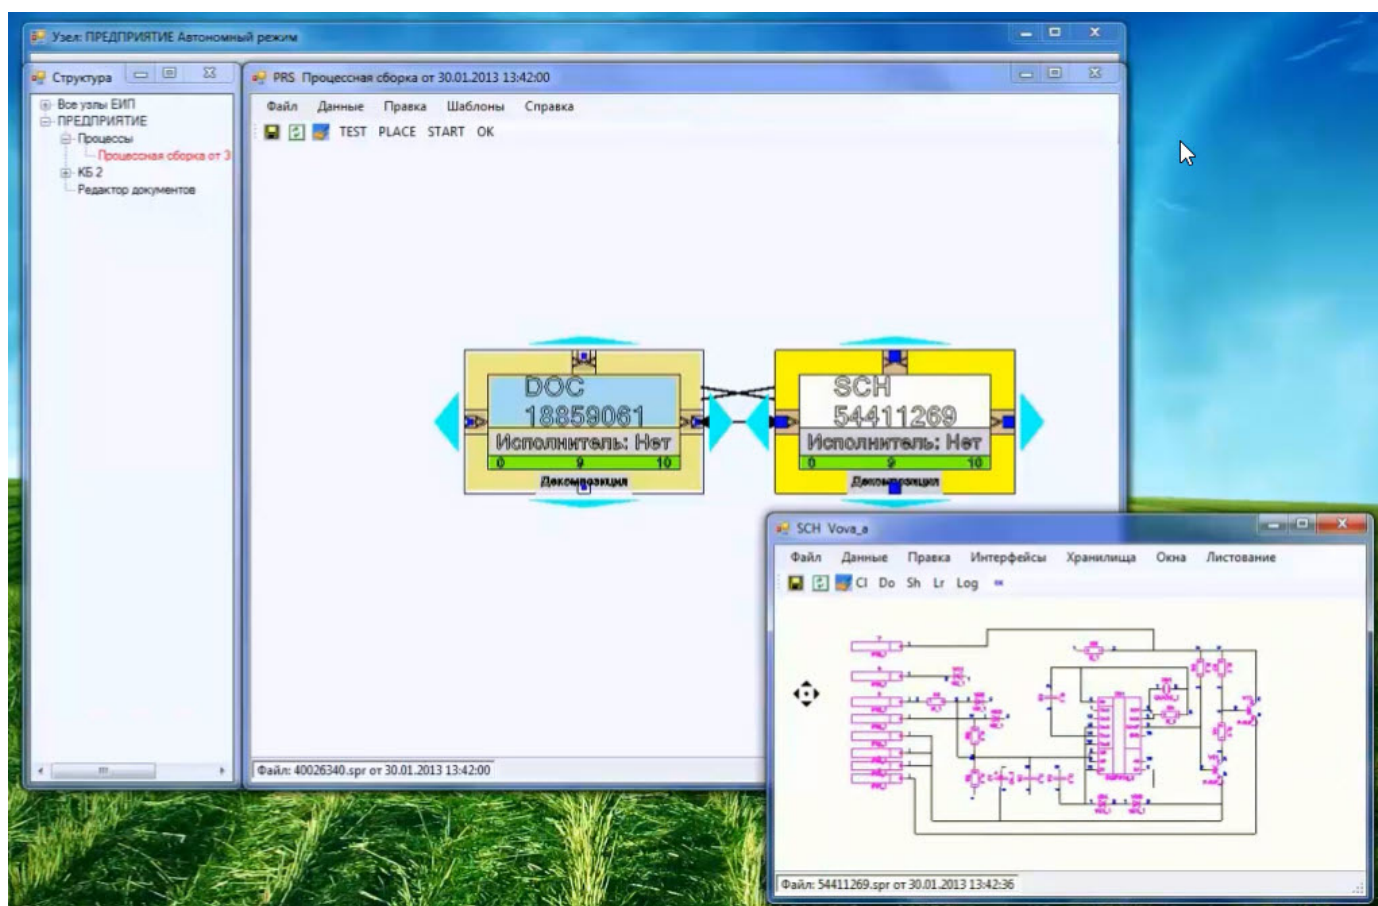 Узел: ПРЕДПРИЯТИЕ Автономный режим
Структура
Все узлы ЕИП
ПРЕДПРИЯТИЕ
Процессы
Процессная сборка от 3
КБ 2
Редактор документов
PRS Процессная сборка от 30.01.2013 13:42:00
Файл Данные Правка Шаблоны Справка
TEST PLACE START OK
DOC
18859061
Исполнитель: Нет
0 9 10
Декомпозиция
SCH
54411269
Исполнитель: Нет
0 9 10
Декомпозиция
Файл: 40026340.spr от 30.01.2013 13:42:00
SCH Vova_a
Файл Данные Правка Интерфейсы Хранилища Окна Листование
Cl Do Sh Lr Log
Файл: 54411269.spr от 30.01.2013 13:42:36